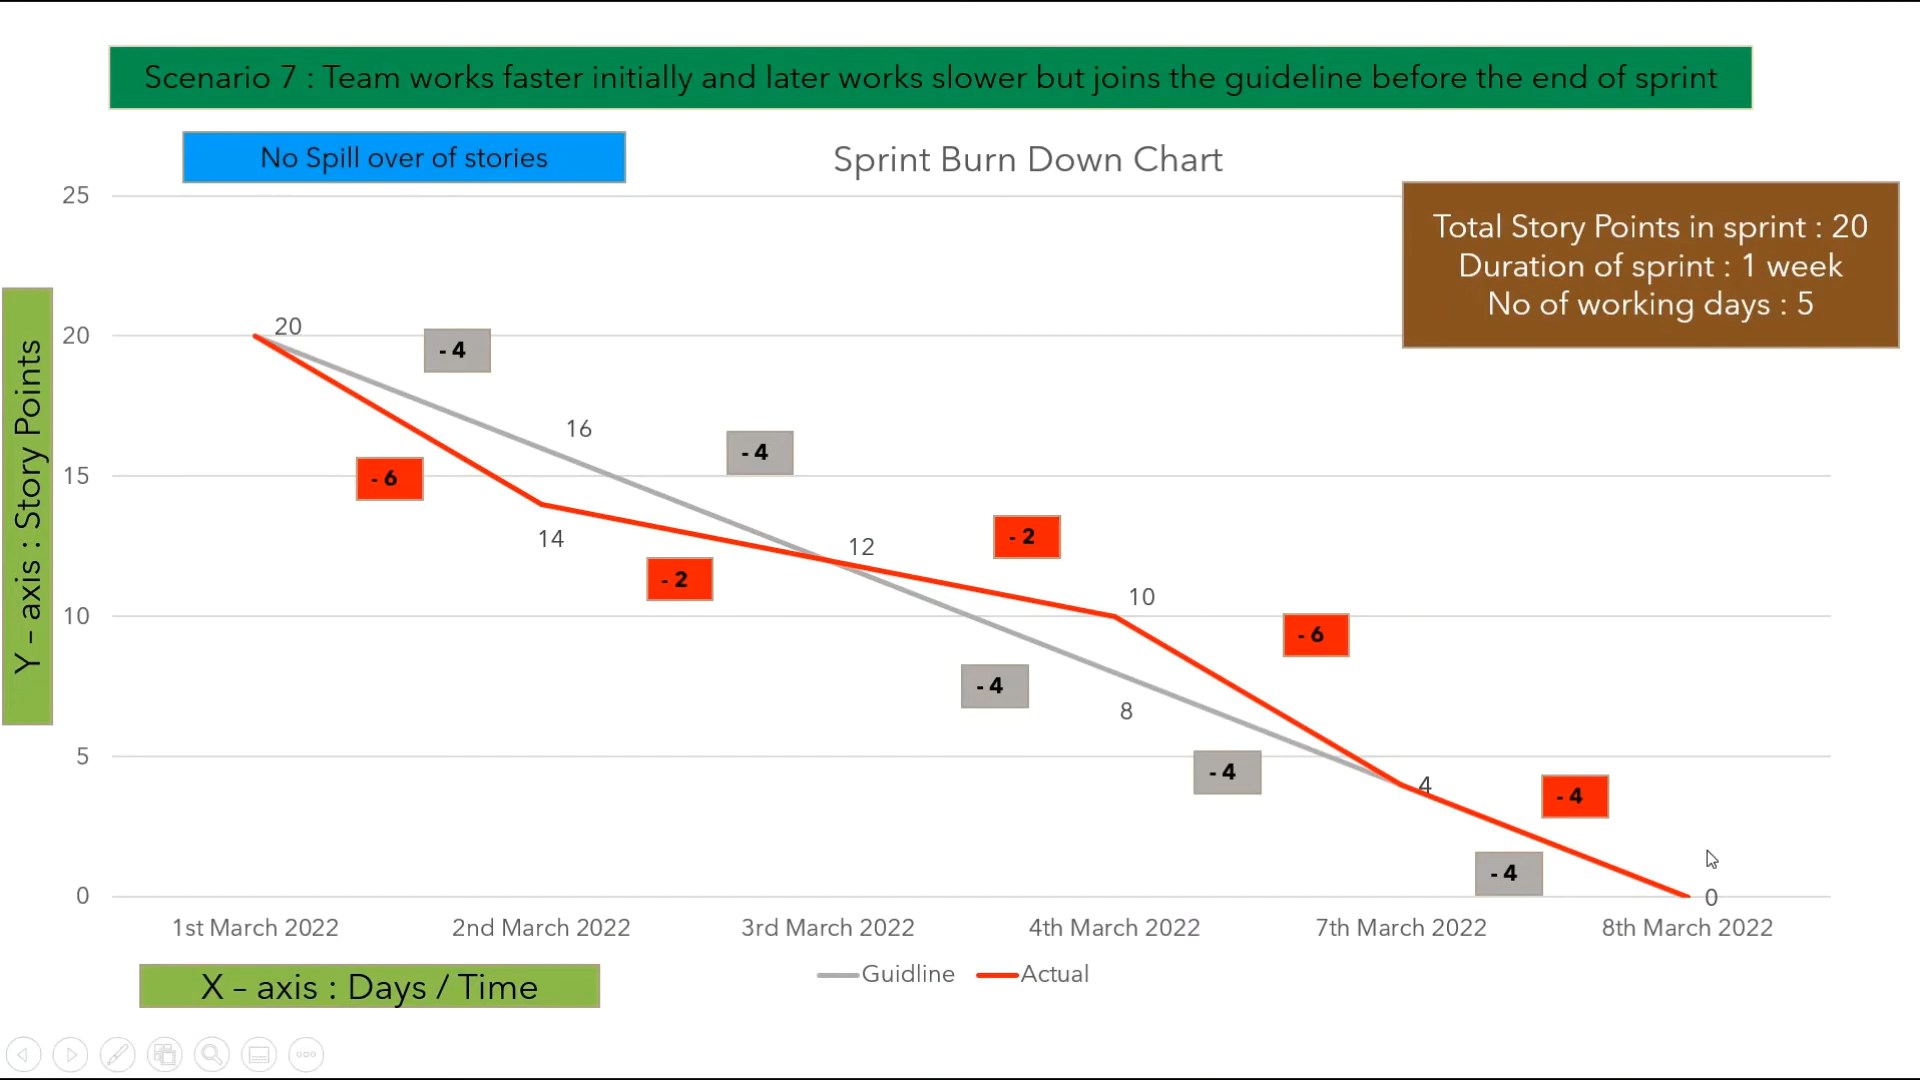 Scenario 7 : Team works faster initially and later works slower but joins the guideline before the end of sprint
No Spill over of stories
Sprint Burn Down Chart
Total Story Points in sprint : 20
Duration of sprint : 1 week
No of working days : 5
Y – axis : Story Points
25
20
15
10
5
0
20
- 4
16
- 4
- 6
14
- 2
12
- 2
10
- 6
- 4
8
- 4
4
- 4
- 4
0
1st March 2022
2nd March 2022
3rd March 2022
4th March 2022
7th March 2022
8th March 2022
X – axis : Days / Time
Guidline
Actual